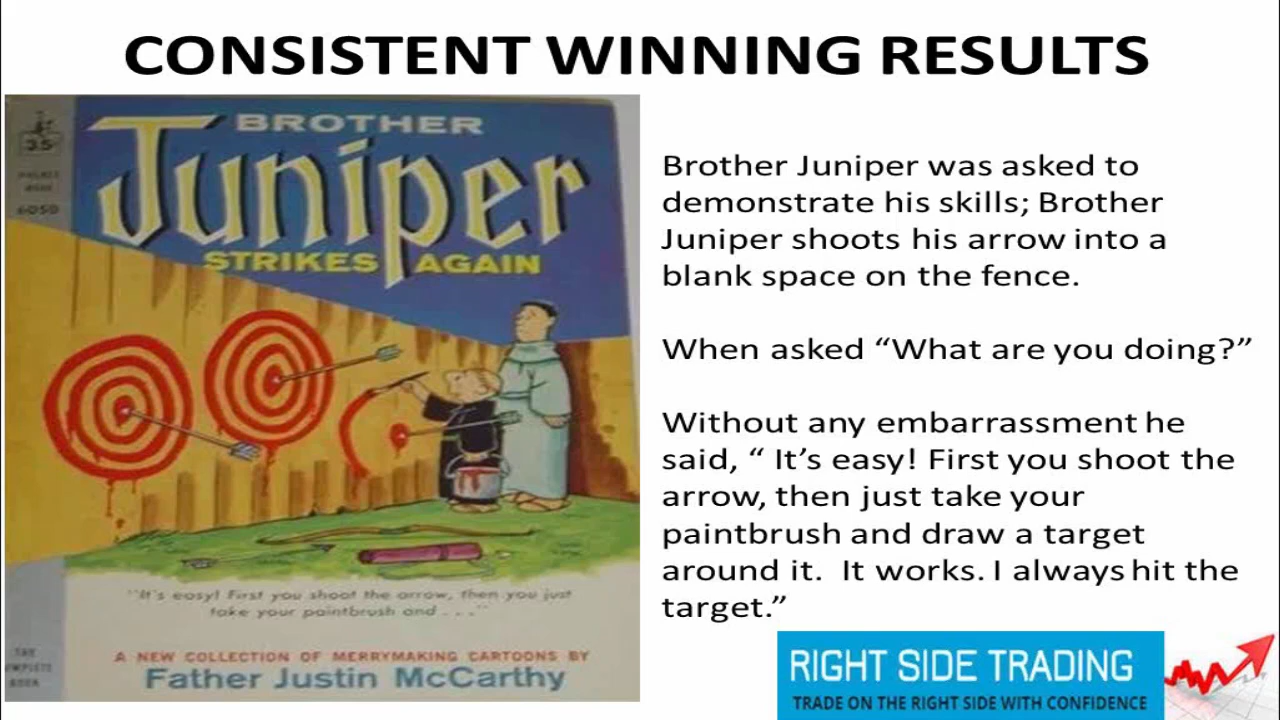 CONSISTENT WINNING RESULTS
35
6050
BROTHER
Juniper
STRIKES AGAIN
"It's easy! First you shoot the arrow, then you just
take your paintbrush and . . ."
A NEW COLLECTION OF MERRYMAKING CARTOONS BY
Father Justin McCarthy
THE
COMPLETE
BOOK
Brother Juniper was asked to
demonstrate his skills; Brother
Juniper shoots his arrow into a
blank space on the fence.
When asked “What are you doing?”
Without any embarrassment he
said, “ It’s easy! First you shoot the
arrow, then just take your
paintbrush and draw a target
around it.  It works. I always hit the
target.”
RIGHT SIDE TRADING
TRADE ON THE RIGHT SIDE WITH CONFIDENCE